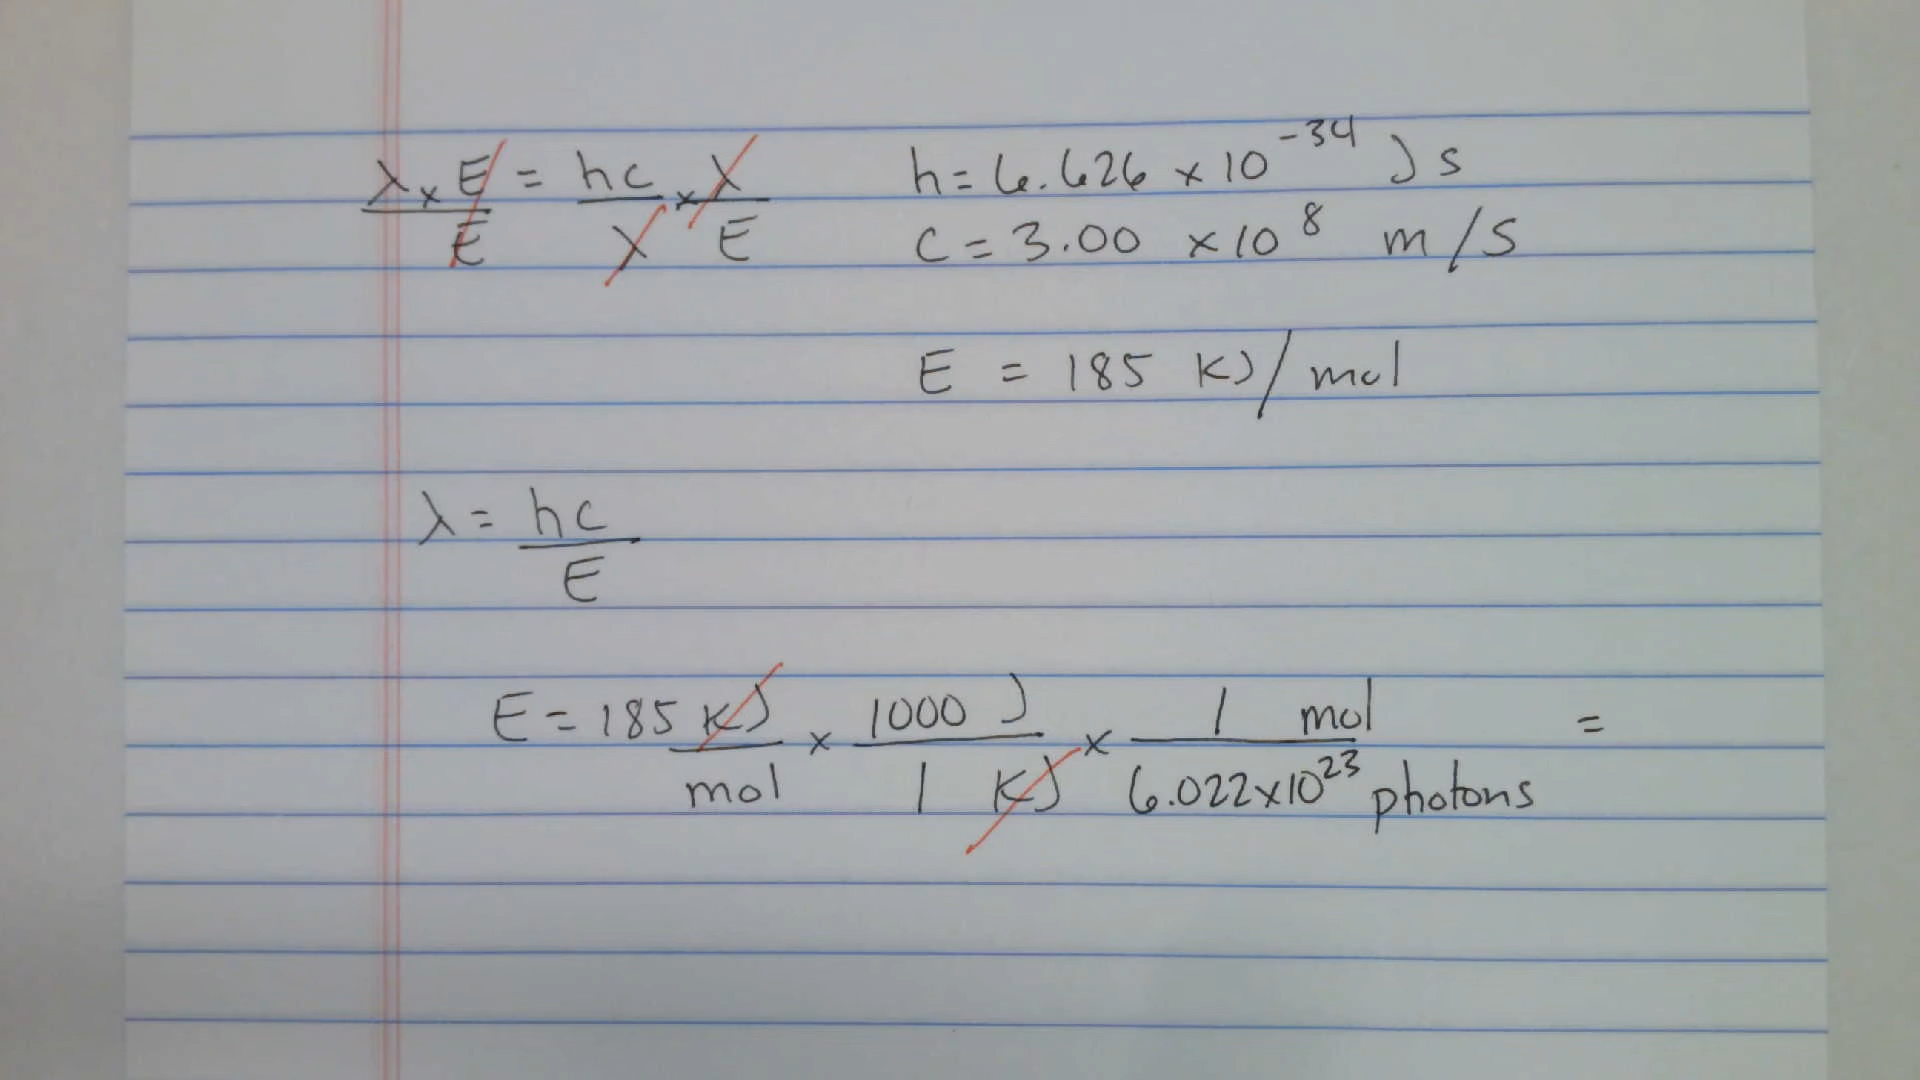 λ x E = hc x λ h = 6.626 x 10^-34 J s
E λ E C = 3.00 x 10^8 m/s
E = 185 KJ/mol
λ = hc
E
E = 185 KJ x 1000 J x 1 mol =
mol 1 KJ 6.022x10^23 photons